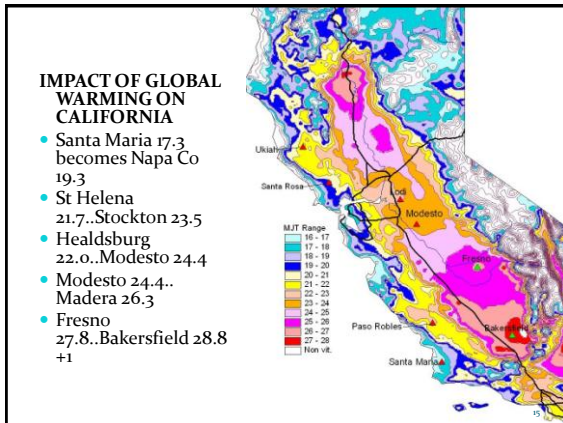 IMPACT OF GLOBAL
WARMING ON
CALIFORNIA
Santa Maria 17.3
becomes Napa Co
19.3
St Helena
21.7..Stockton 23.5
Healdsburg
22.0..Modesto 24.4
Modesto 24.4..
Madera 26.3
Fresno
27.8..Bakersfield 28.8
+1
Ukiah
Santa Rosa
Lodi
Modesto
Fresno
Paso Robles
Bakersfield
Santa Maria
MJT Range
16 - 17
17 - 18
18 - 19
19 - 20
20 - 21
21 - 22
22 - 23
23 - 24
24 - 25
25 - 26
26 - 27
27 - 28
Non vit.
15